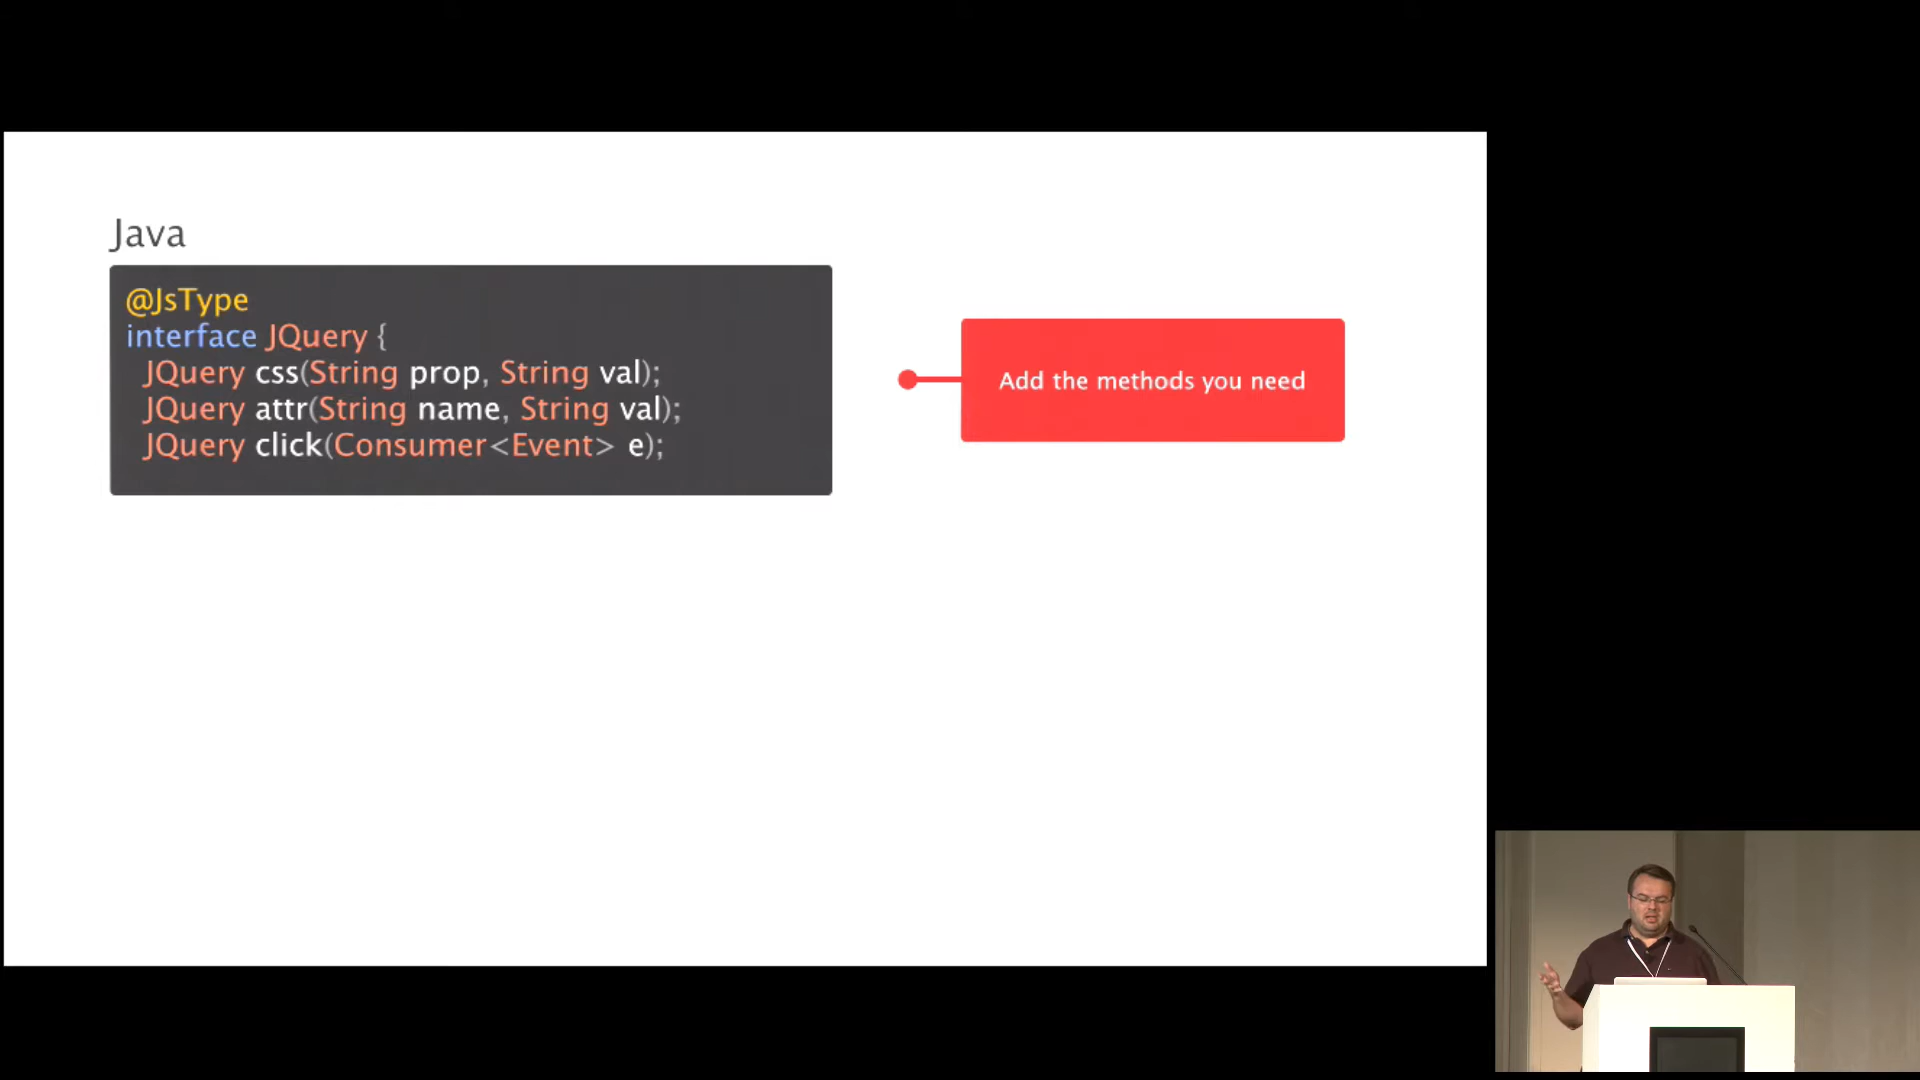 Java
@JsType
interface JQuery {
JQuery css(String prop, String val);
JQuery attr(String name, String val);
JQuery click(Consumer<Event> e);
Add the methods you need